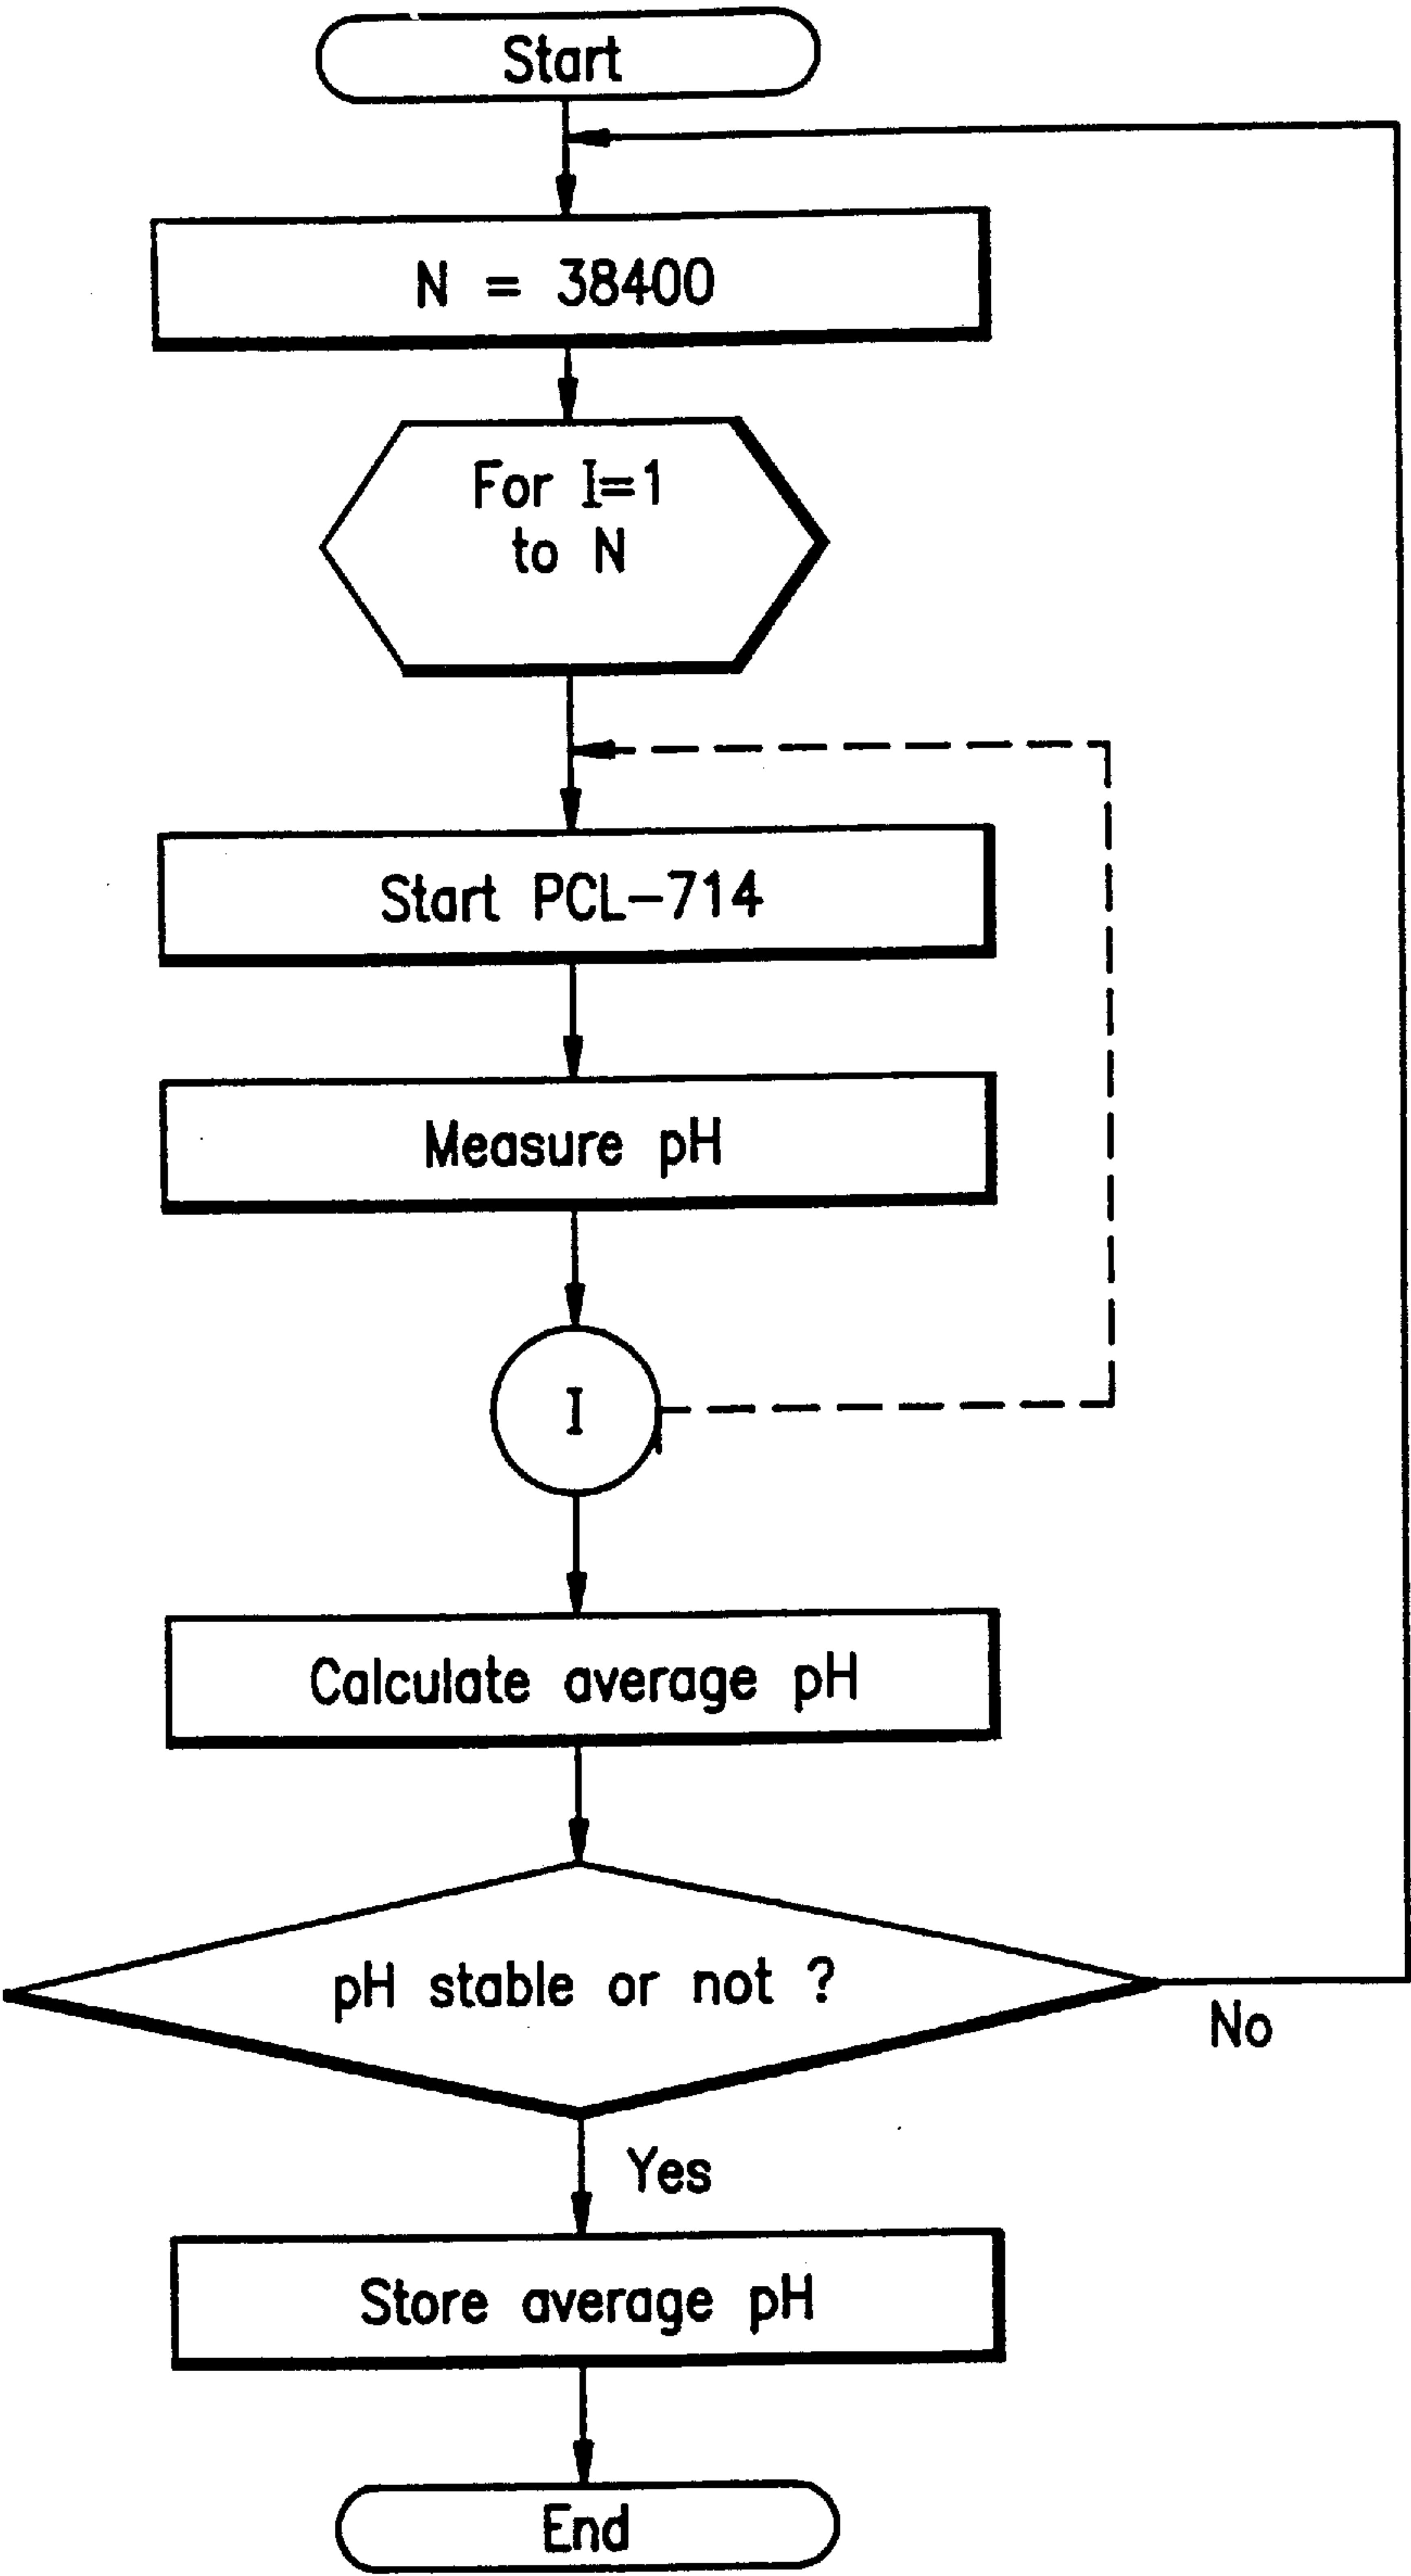 Start
N = 38400
For I=1
to N
Start PCL-714
Measure pH
I
Calculate average pH
pH stable or not ?
No
Yes
Store average pH
End